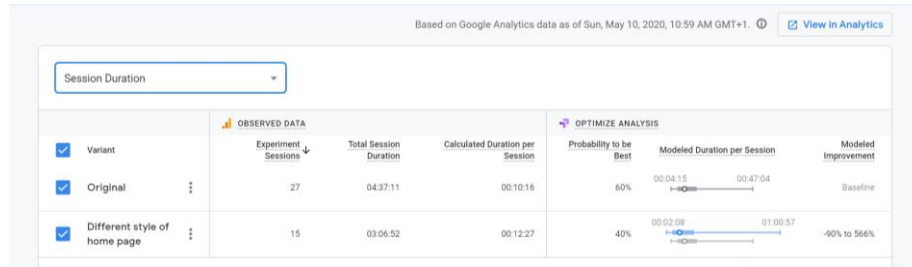 Based on Google Analytics data as of Sun, May 10, 2020, 10:59 AM GMT+1.
View in Analytics
Session Duration
OBSERVED DATA
OPTIMIZE ANALYSIS
Variant
Experiment Sessions
Total Session Duration
Calculated Duration per Session
Probability to be Best
Modeled Duration per Session
Modeled Improvement
00:04:15 00:47:04
Original 27 04:37:11 00:10:16 60% Baseline
00:02:08 01:00:57
Different style of home page 15 03:06:52 00:12:27 40% -90% to 566%